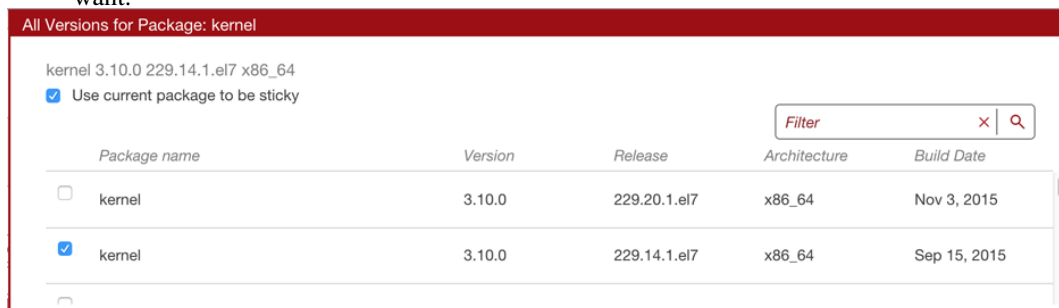 want.
All Versions for Package: kernel
kernel 3.10.0 229.14.1.el7 x86_64
Use current package to be sticky
Filter
Package name Version Release Architecture Build Date
kernel 3.10.0 229.20.1.el7 x86_64 Nov 3, 2015
kernel 3.10.0 229.14.1.el7 x86_64 Sep 15, 2015